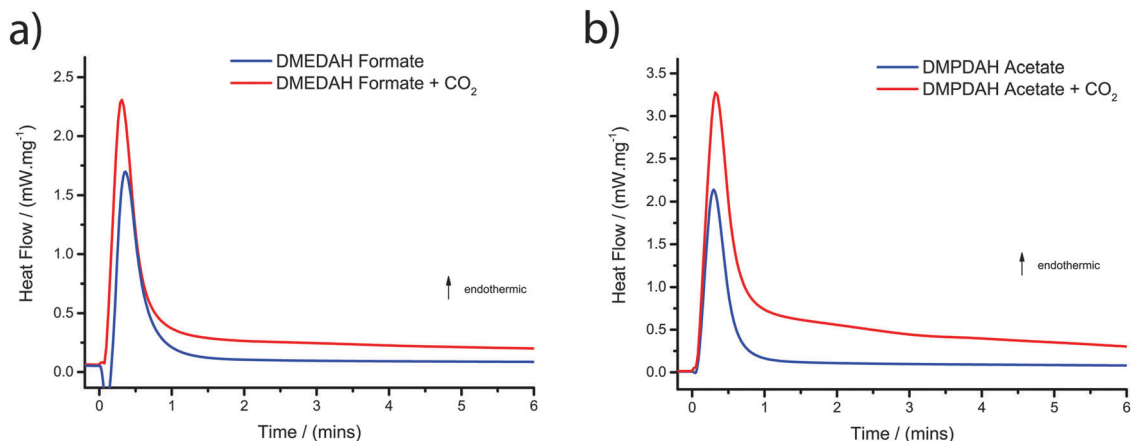 a)
DMEDAH Formate
DMEDAH Formate + CO₂
2.5
2.0
1.5
1.0
0.5
0.0
Heat Flow / (mW.mg⁻¹)
endothermic
0
1
2
3
4
5
6
Time / (mins)
b)
DMPDAH Acetate
DMPDAH Acetate + CO₂
3.5
3.0
2.5
2.0
1.5
1.0
0.5
0.0
Heat Flow / (mW.mg⁻¹)
endothermic
0
1
2
3
4
5
6
Time / (mins)